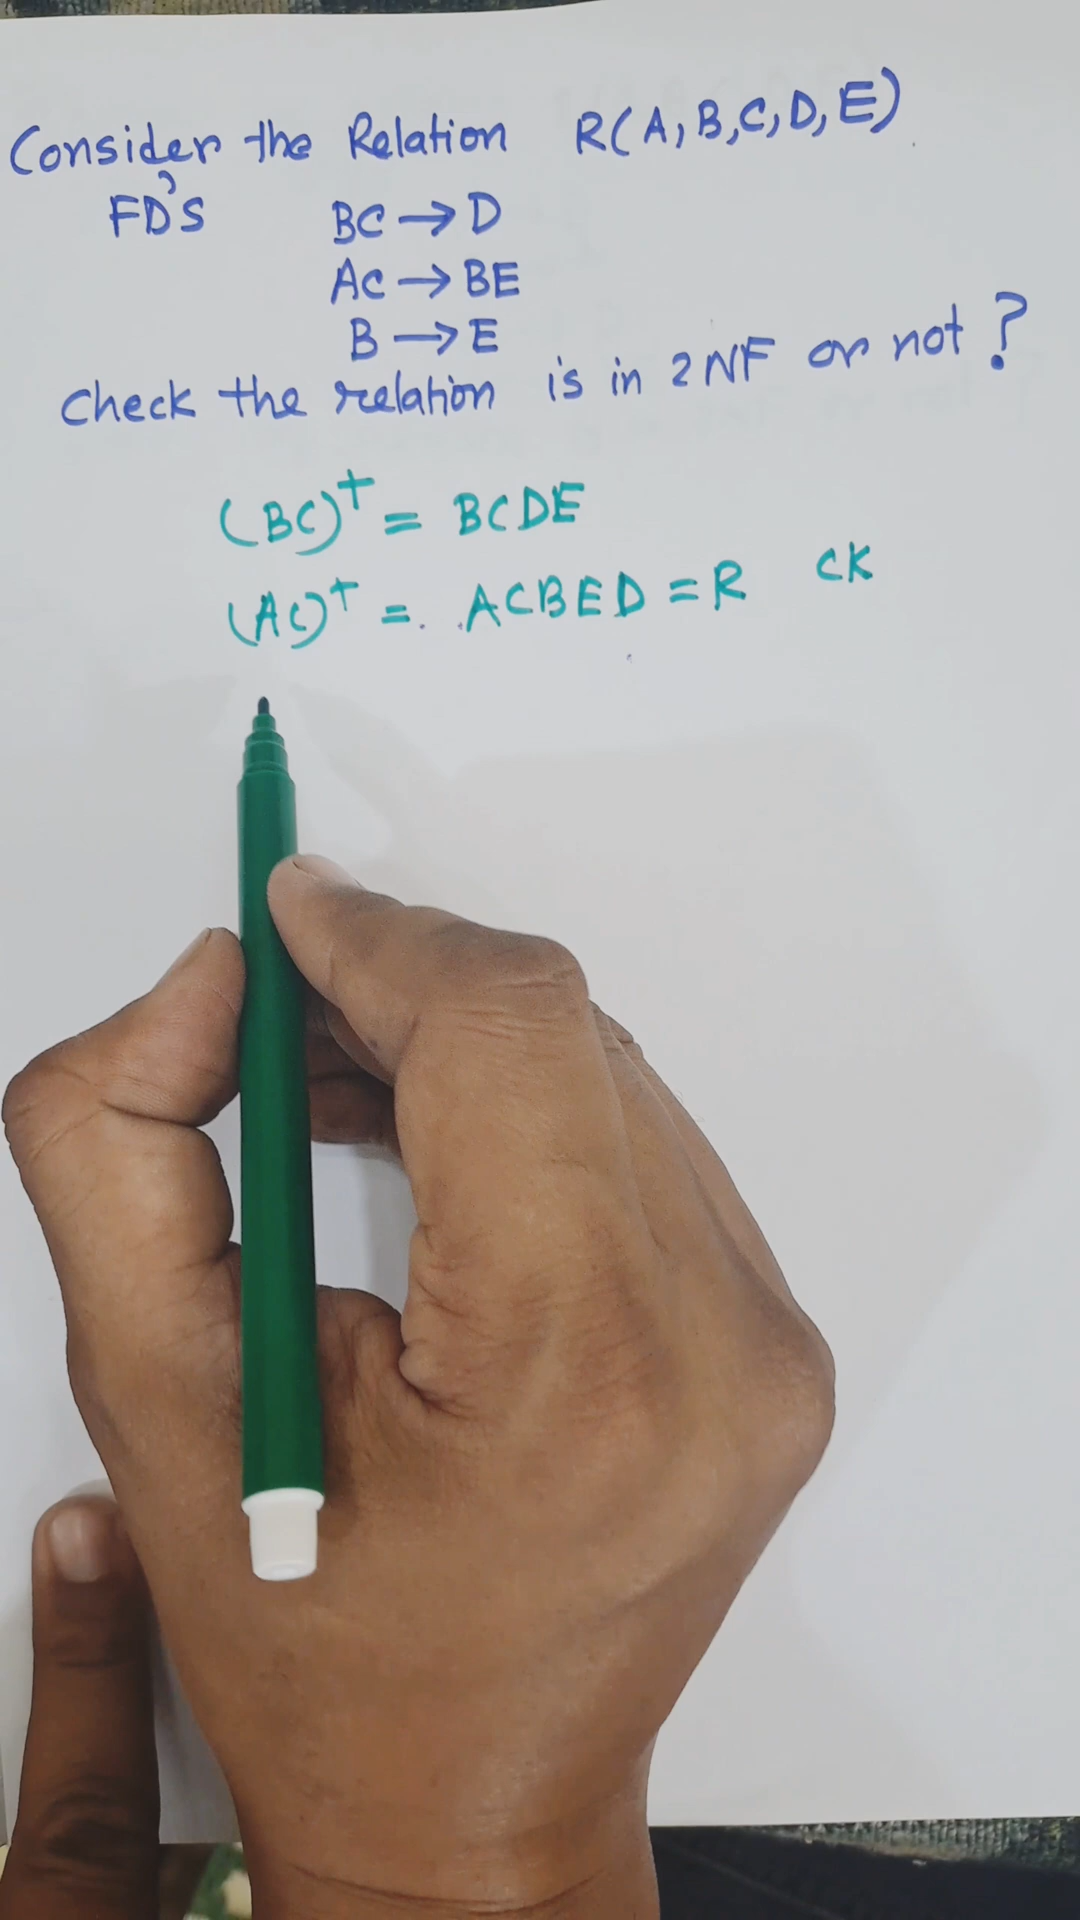 Consider the Relation R(A,B,C,D,E)
FD's BC → D
AC → BE
B → E
check the relation is in 2NF or not?
(BC)⁺ = BCDE
(AC)⁺ = ACBED = R CK